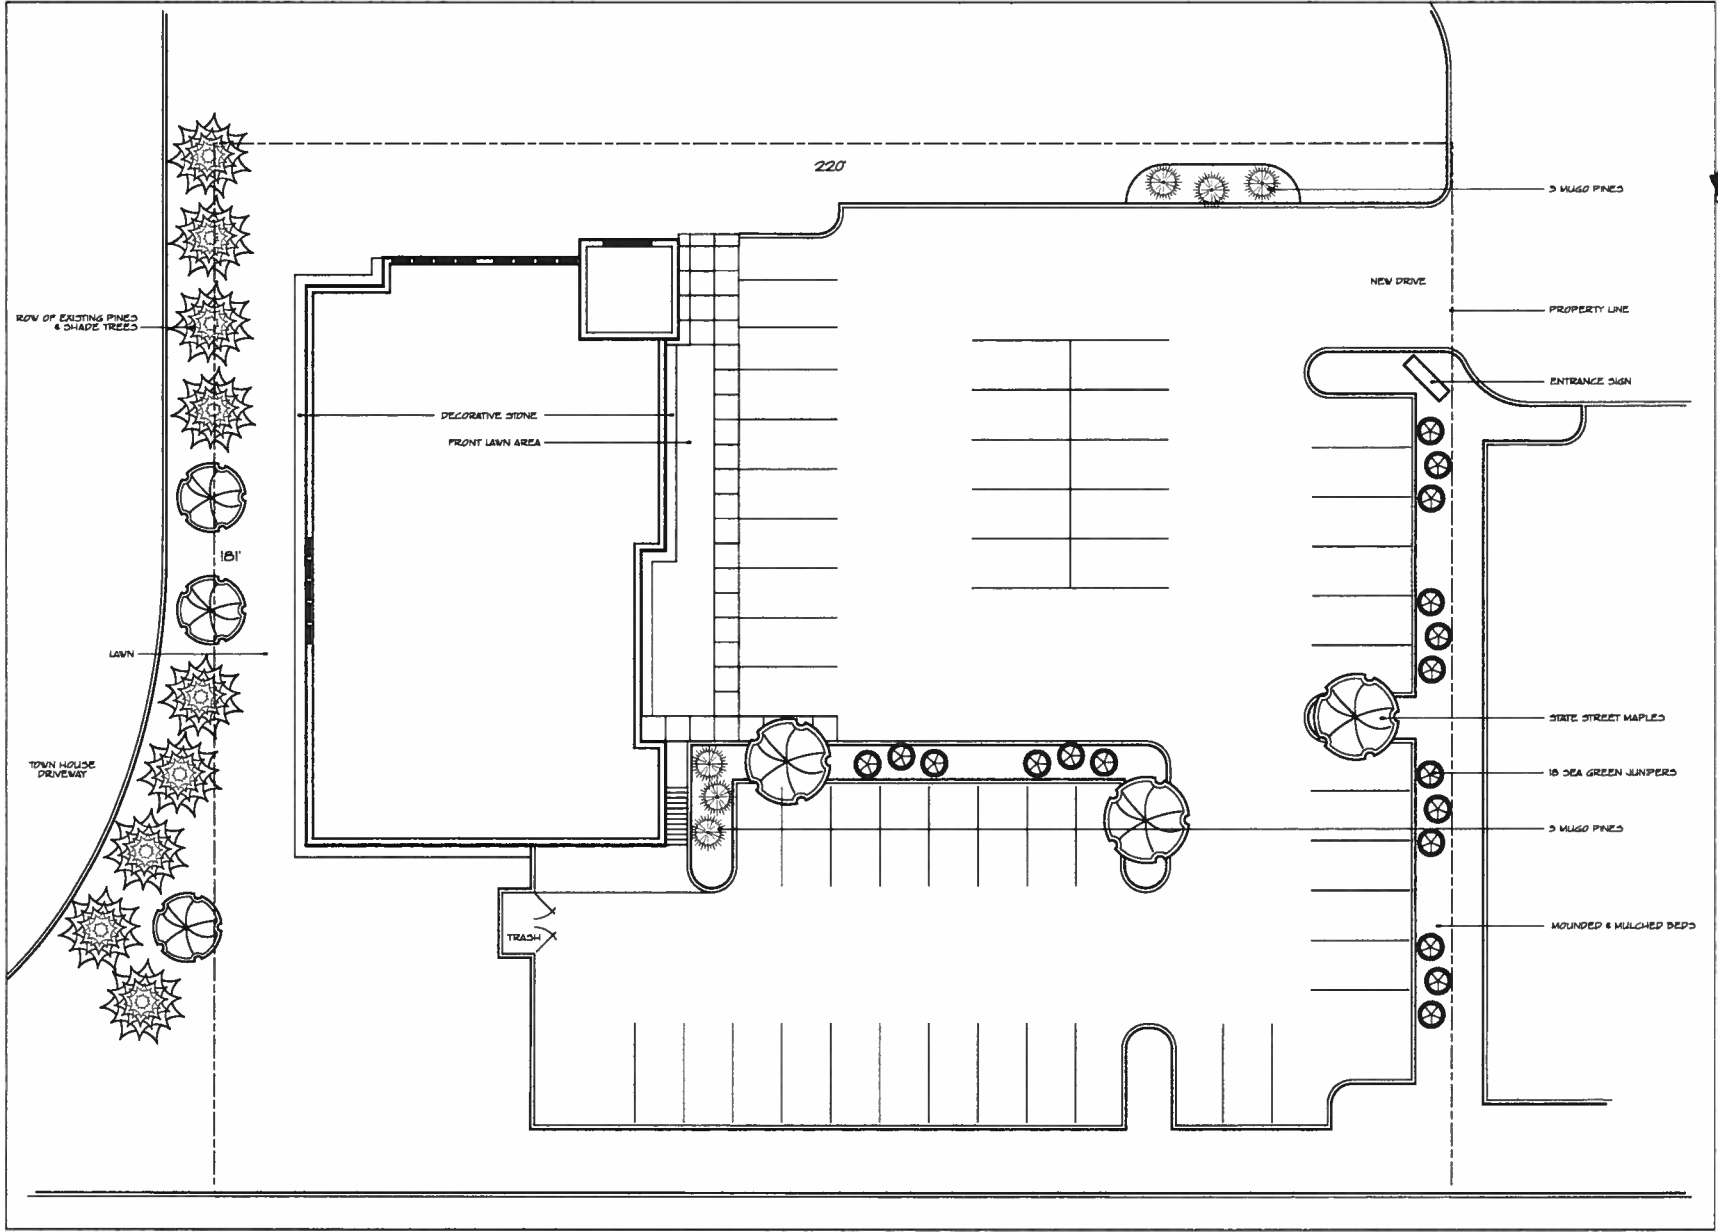 220'
3 MUGO PINES
NEW DRIVE
PROPERTY LINE
ROW OF EXISTING PINES
& SHADE TREES
ENTRANCE SIGN
DECORATIVE STONE
FRONT LAWN AREA
181'
LAWN
STATE STREET MAPLES
TOWN HOUSE
DRIVEWAY
18 SEA GREEN JUNIPERS
3 MUGO PINES
TRASH
MOUNDED & MULCHED BEDS